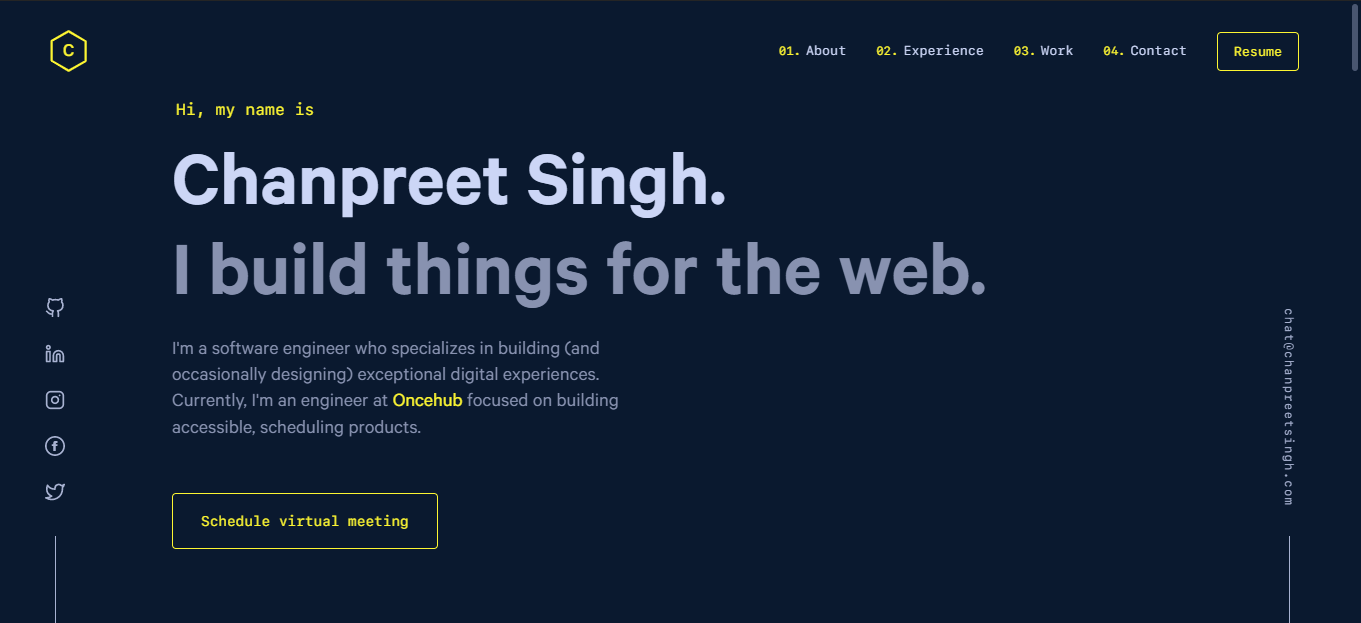 C
01. About 02. Experience 03. Work 04. Contact Resume
Hi, my name is
Chanpreet Singh.
I build things for the web.
I'm a software engineer who specializes in building (and
occasionally designing) exceptional digital experiences.
Currently, I'm an engineer at Oncehub focused on building
accessible, scheduling products.
Schedule virtual meeting
chat@chanpreetsingh.com